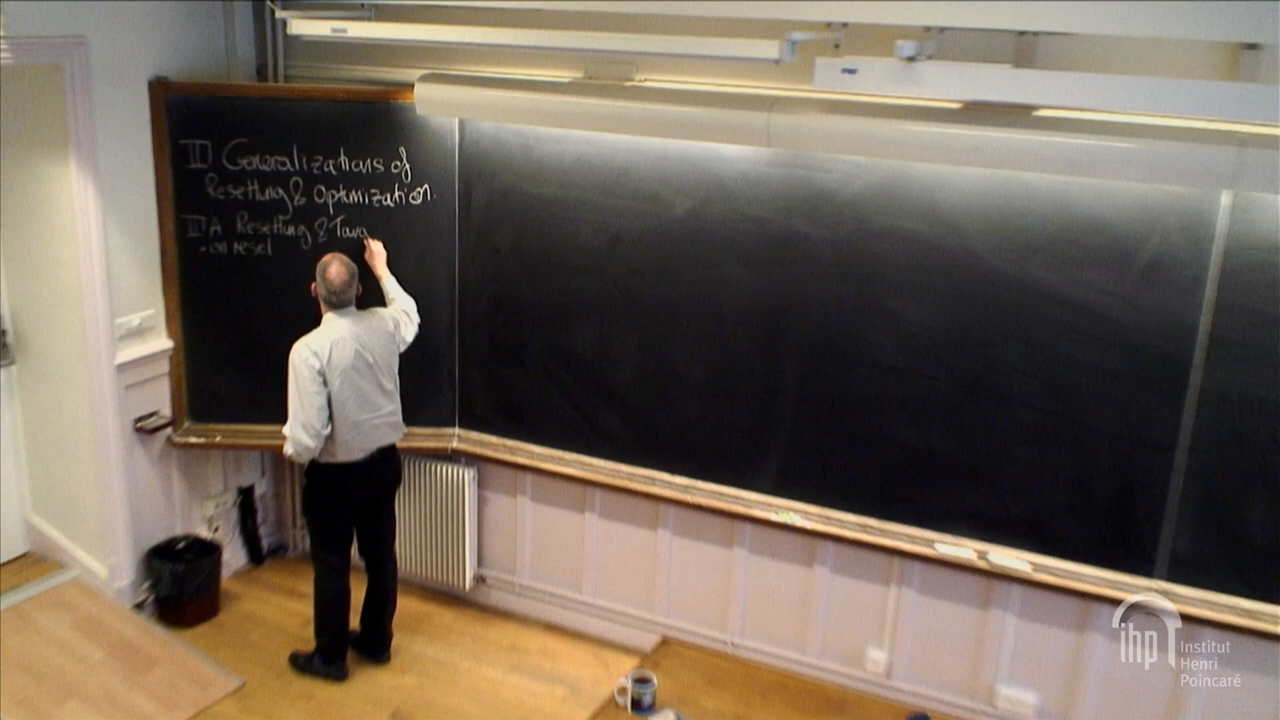 III Generalizations of
Resetting & Optimization.
III A Resetting & Targ
- on reset
ihp
Institut
Henri
Poincaré